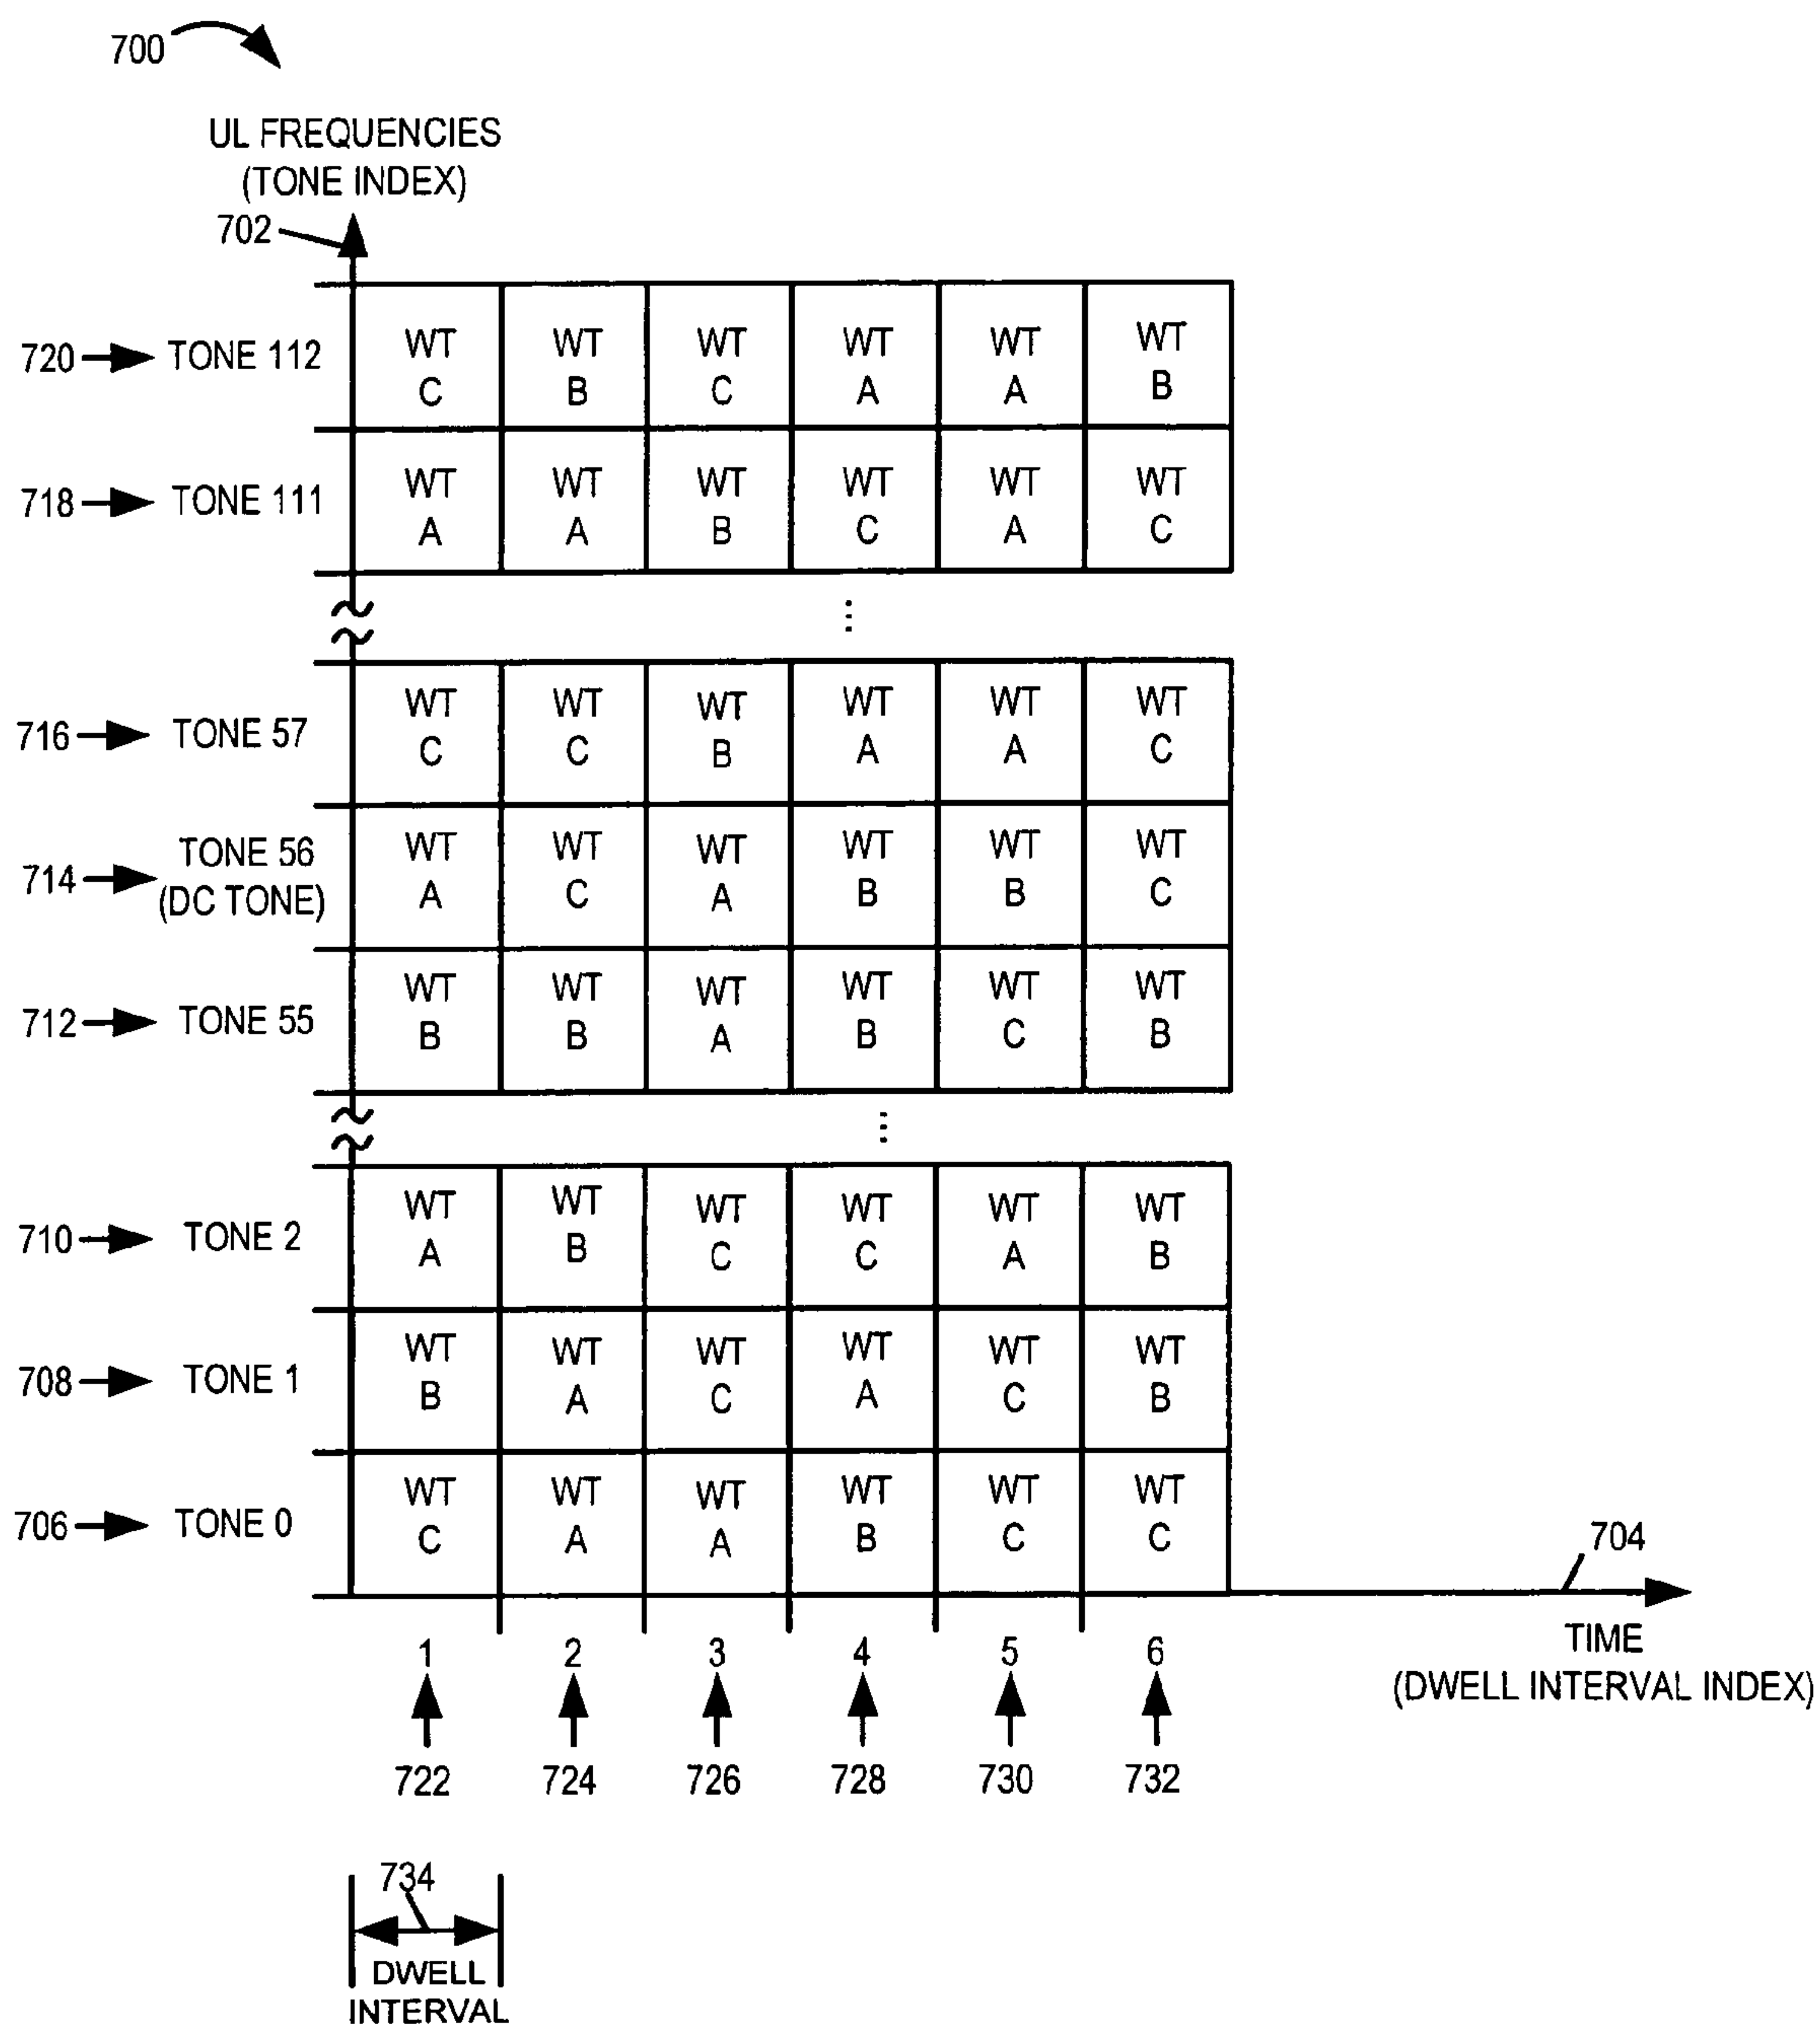 700
UL FREQUENCIES
(TONE INDEX)
702
720 TONE 112 WT C WT B WT C WT A WT A WT B
718 TONE 111 WT A WT A WT B WT C WT A WT C
...
716 TONE 57 WT C WT C WT B WT A WT A WT C
714 TONE 56 (DC TONE) WT A WT C WT A WT B WT B WT C
712 TONE 55 WT B WT B WT A WT B WT C WT B
...
710 TONE 2 WT A WT B WT C WT C WT A WT B
708 TONE 1 WT B WT A WT C WT A WT C WT B
706 TONE 0 WT C WT A WT A WT B WT C WT C
704
TIME
(DWELL INTERVAL INDEX)
1 2 3 4 5 6
722 724 726 728 730 732
734
DWELL
INTERVAL